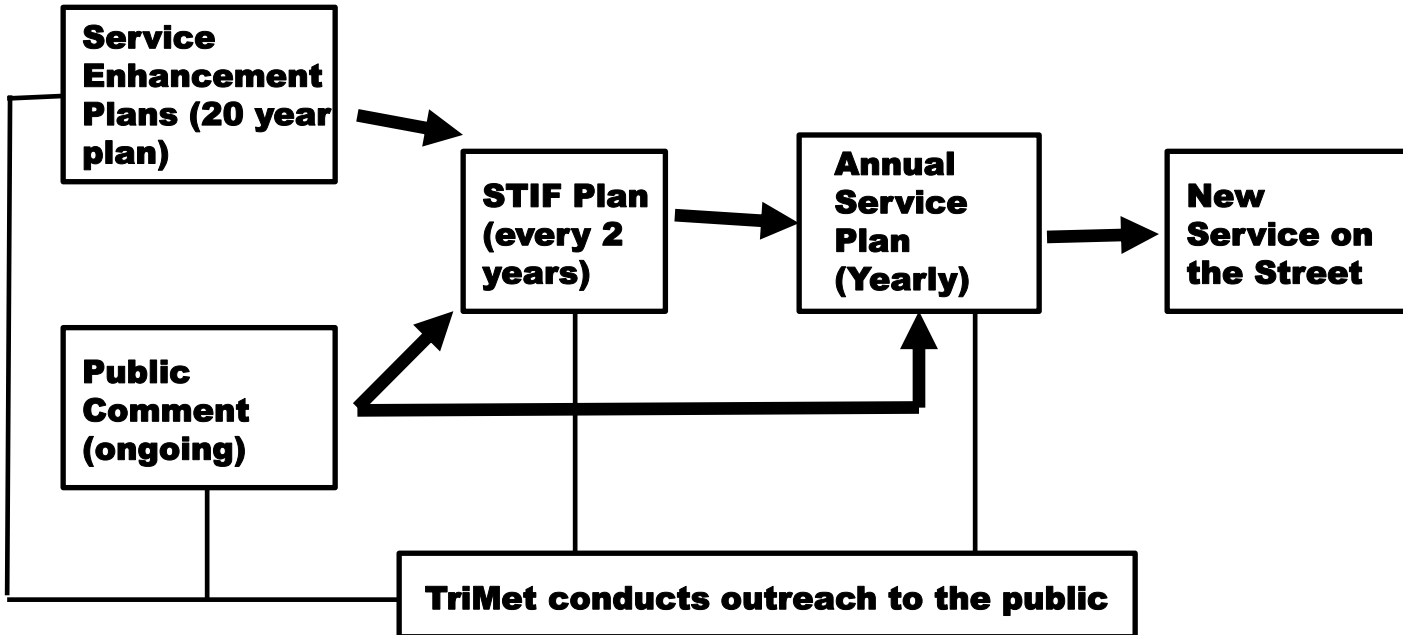 Service
Enhancement
Plans (20 year
plan)
Public
Comment
(ongoing)
STIF Plan
(every 2
years)
Annual
Service
Plan
(Yearly)
New
Service on
the Street
TriMet conducts outreach to the public